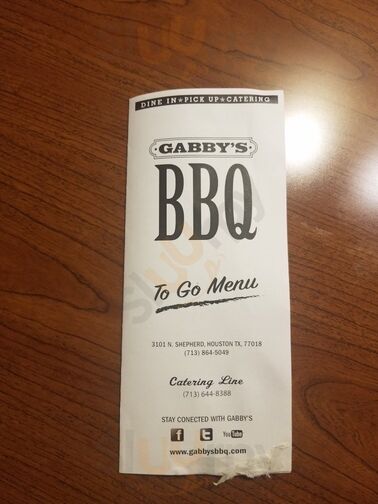 DINE IN★PICK UP★CATERING
GABBY'S
BBQ
To Go Menu
3101 N. SHEPHERD, HOUSTON TX, 77018
(713) 864-5049
Catering Line
(713) 644-8388
STAY CONECTED WITH GABBY'S
f t YouTube
www.gabbysbbq.com